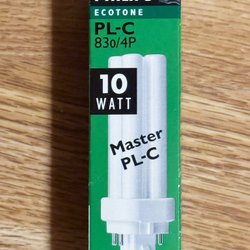 ECOTONE
PL-C
830/4P
10
WATT
Master
PL-C